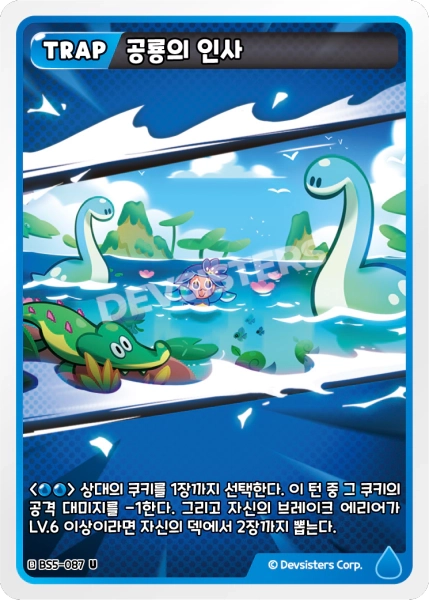 TRAP 공룡의 인사
DEVSISTERS
<💧💧> 상대의 쿠키를 1장까지 선택한다. 이 턴 중 그 쿠키의
공격 대미지를 -1한다. 그리고 자신의 브레이크 에리어가
LV.6 이상이라면 자신의 덱에서 2장까지 뽑는다.
BS5-087 U
© Devsisters Corp.